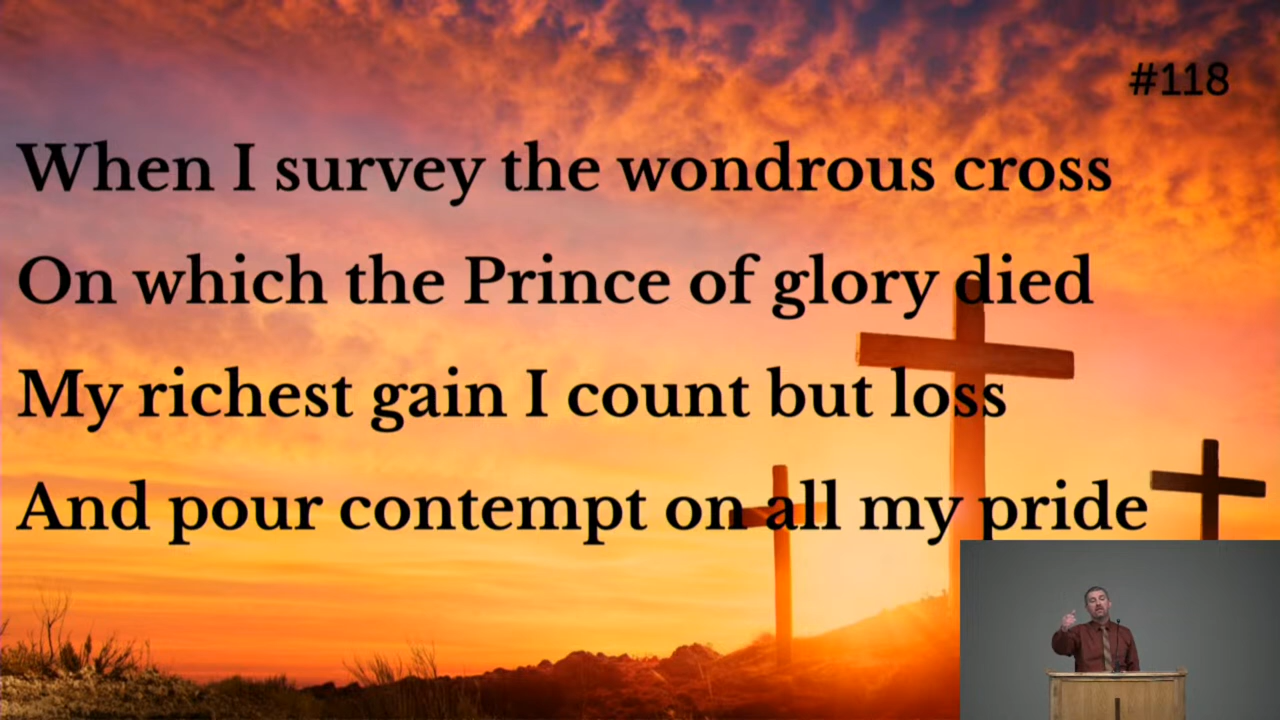 #118
When I survey the wondrous cross
On which the Prince of glory died
My richest gain I count but loss
And pour contempt on all my pride